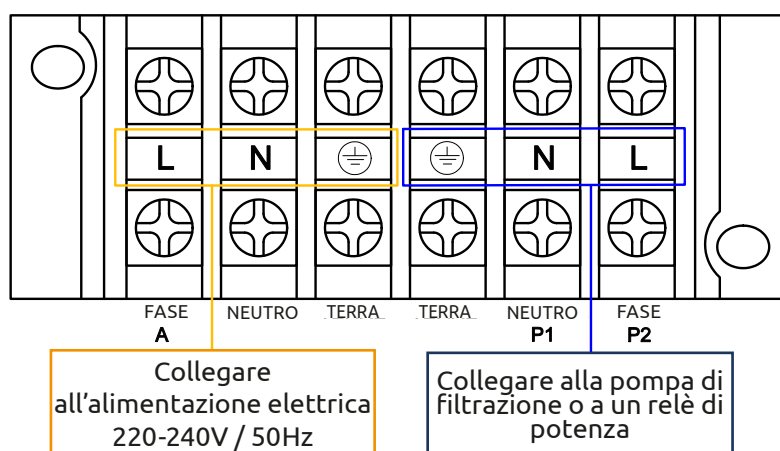 L N N L
FASE NEUTRO TERRA TERRA NEUTRO FASE
A P1 P2
Collegare
all’alimentazione elettrica
220-240V / 50Hz
Collegare alla pompa di
filtrazione o a un relè di
potenza